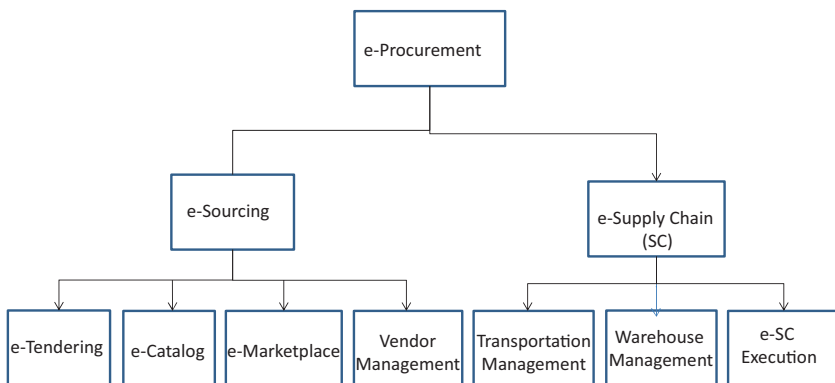 e-Procurement
e-Sourcing
e-Supply Chain
(SC)
e-Tendering
e-Catalog
e-Marketplace
Vendor
Management
Transportation
Management
Warehouse
Management
e-SC
Execution